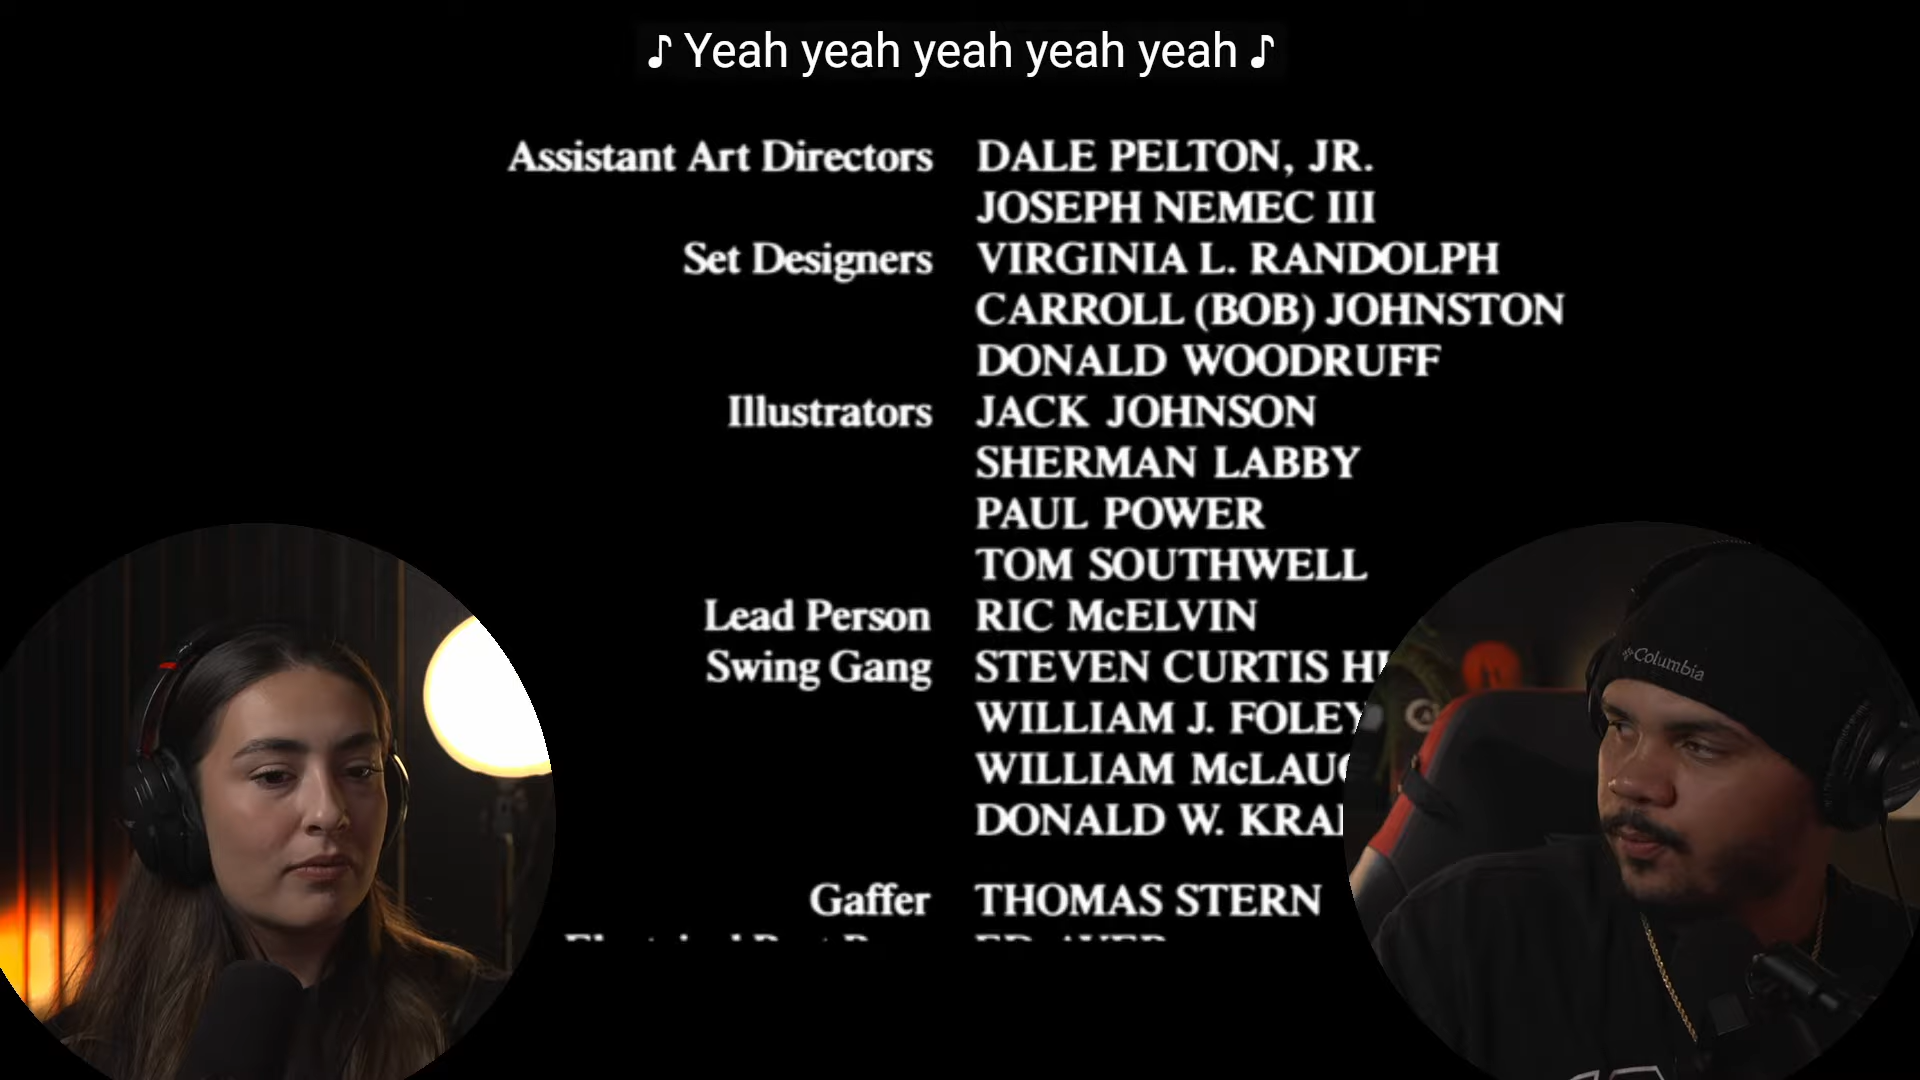 ♪ Yeah yeah yeah yeah yeah ♪
Assistant Art Directors DALE PELTON, JR.
JOSEPH NEMEC III
Set Designers VIRGINIA L. RANDOLPH
CARROLL (BOB) JOHNSTON
DONALD WOODRUFF
Illustrators JACK JOHNSON
SHERMAN LABBY
PAUL POWER
TOM SOUTHWELL
Lead Person RIC McELVIN
Swing Gang STEVEN CURTIS
WILLIAM J. FOLEY
WILLIAM
DONALD W.
Gaffer THOMAS STERN
Columbia